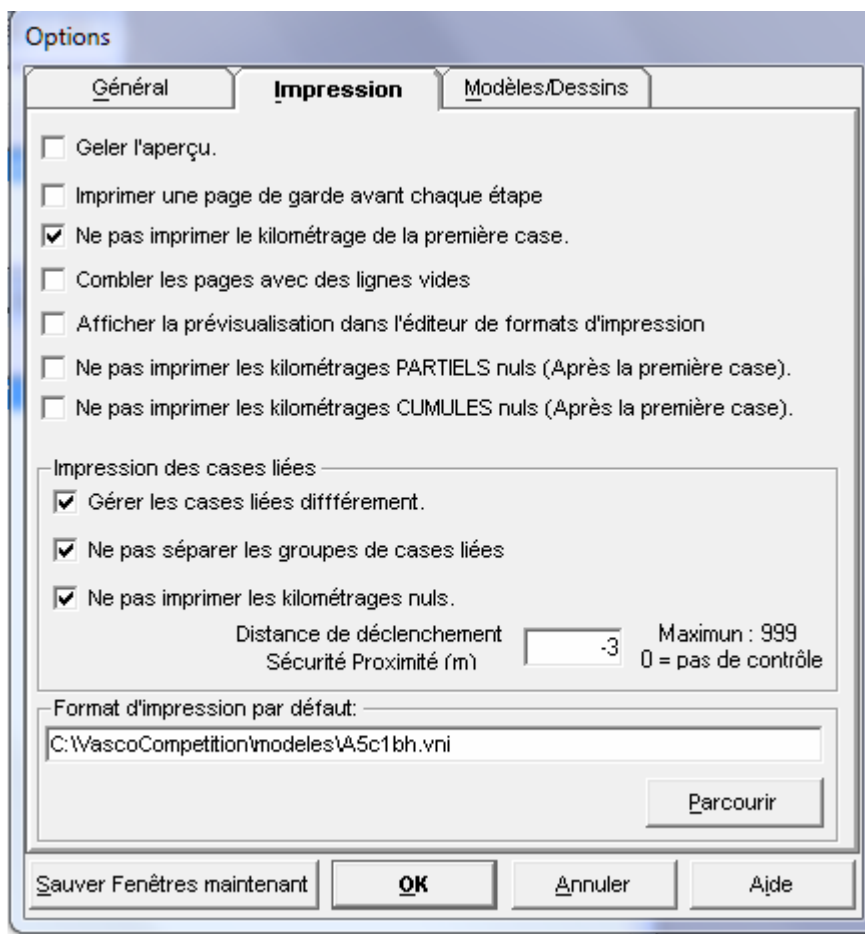 Options
Général
Impression
Modèles/Dessins
Geler l'aperçu.
Imprimer une page de garde avant chaque étape
Ne pas imprimer le kilométrage de la première case.
Combler les pages avec des lignes vides
Afficher la prévisualisation dans l'éditeur de formats d'impression
Ne pas imprimer les kilométrages PARTIELS nuls (Après la première case).
Ne pas imprimer les kilométrages CUMULES nuls (Après la première case).
Impression des cases liées
Gérer les cases liées diffférement.
Ne pas séparer les groupes de cases liées
Ne pas imprimer les kilométrages nuls.
Distance de déclenchement
Sécurité Proximité (m)
-3
Maximun : 999
0 = pas de contrôle
Format d'impression par défaut:
C:\VascoCompetition\modeles\A5c1bh.vni
Parcourir
Sauver Fenêtres maintenant
OK
Annuler
Aide